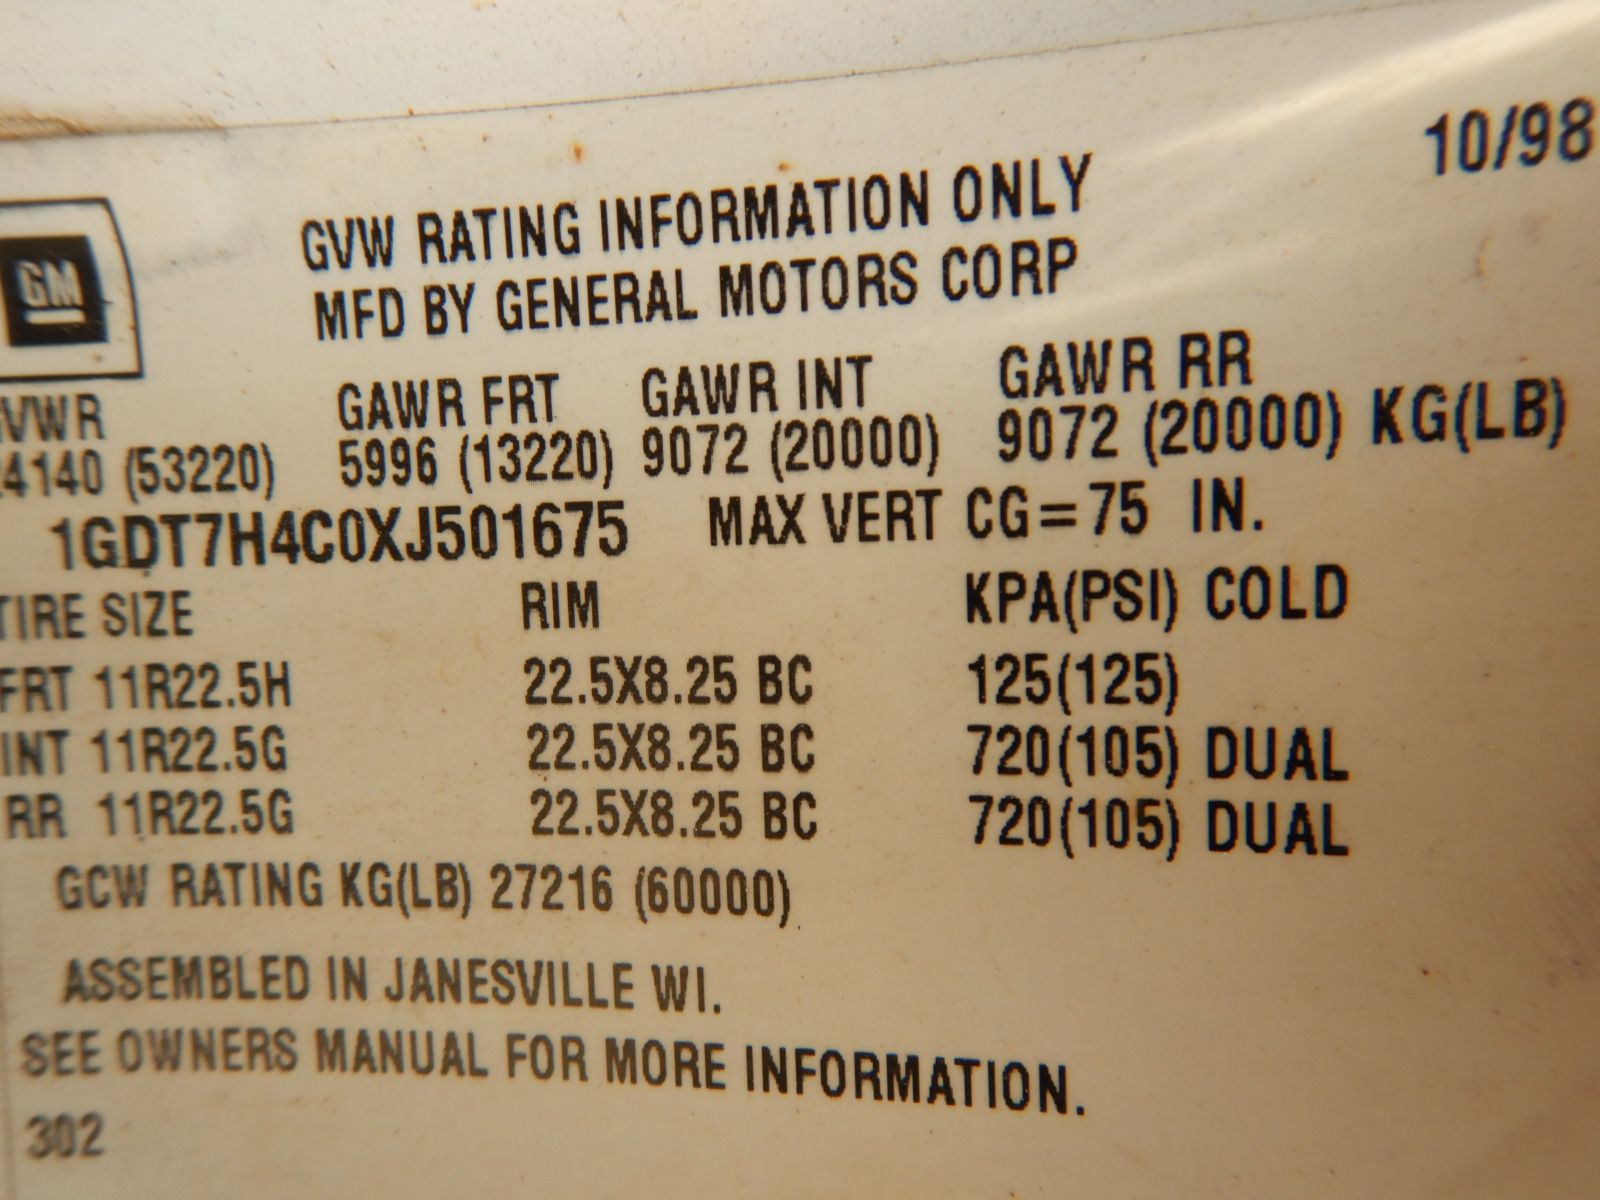 10/98
GVW RATING INFORMATION ONLY
MFD BY GENERAL MOTORS CORP
GM
GVWR GAWR FRT GAWR INT GAWR RR
24140 (53220) 5996 (13220) 9072 (20000) 9072 (20000) KG(LB)
1GDT7H4C0XJ501675 MAX VERT CG=75 IN.
TIRE SIZE RIM KPA(PSI) COLD
FRT 11R22.5H 22.5X8.25 BC 125(125)
INT 11R22.5G 22.5X8.25 BC 720(105) DUAL
RR 11R22.5G 22.5X8.25 BC 720(105) DUAL
GCW RATING KG(LB) 27216 (60000)
ASSEMBLED IN JANESVILLE WI.
SEE OWNERS MANUAL FOR MORE INFORMATION.
302